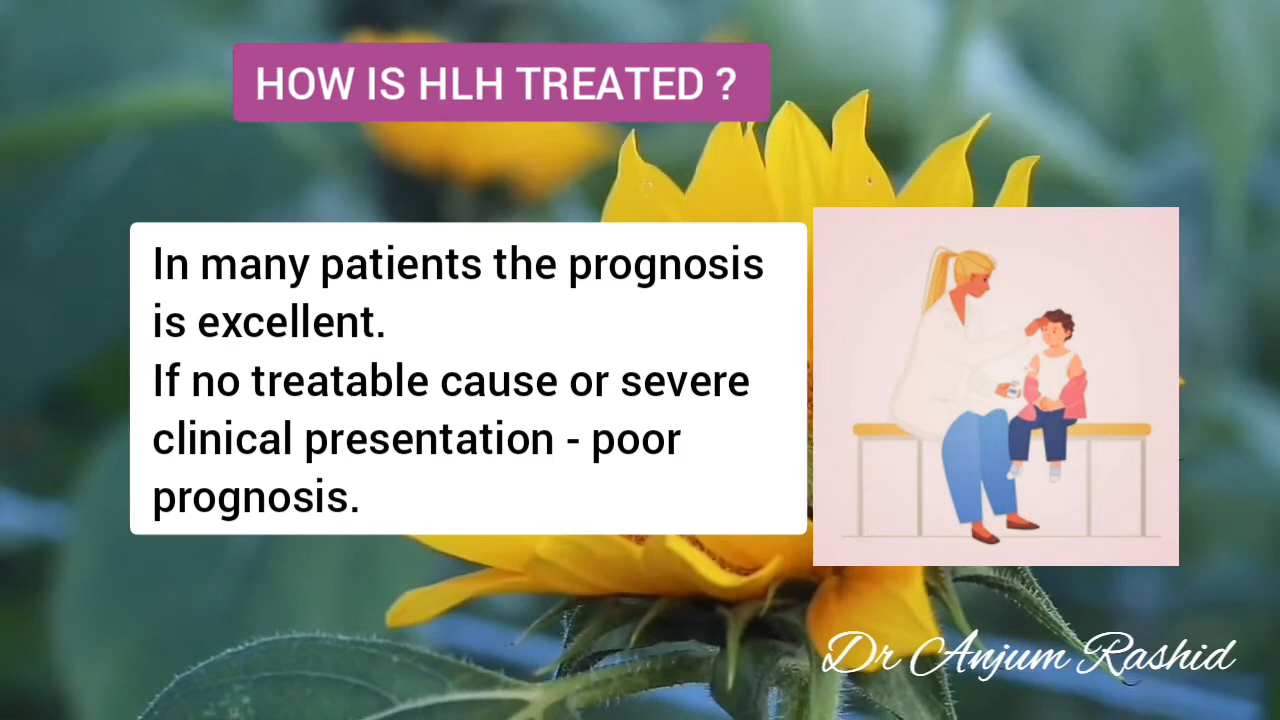 HOW IS HLH TREATED ?
In many patients the prognosis
is excellent.
If no treatable cause or severe
clinical presentation - poor
prognosis.
Dr Anjum Rashid